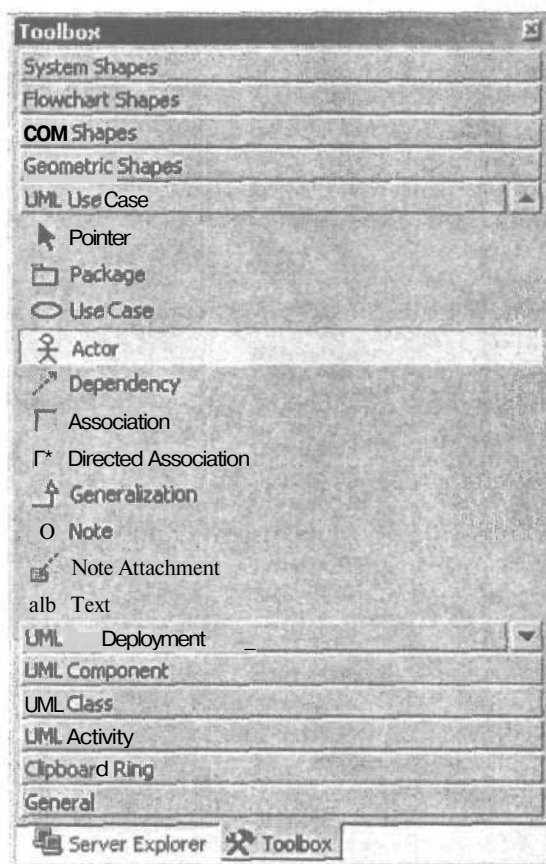 Toolbox
System Shapes
Flowchart Shapes
COM Shapes
Geometric Shapes
UML Use Case
Pointer
Package
Use Case
Actor
Dependency
Association
Γ* Directed Association
Generalization
O Note
Note Attachment
alb Text
UML Deployment _
UML Component
UML Class
UML Activity
Clipboard Ring
General
Server Explorer Toolbox